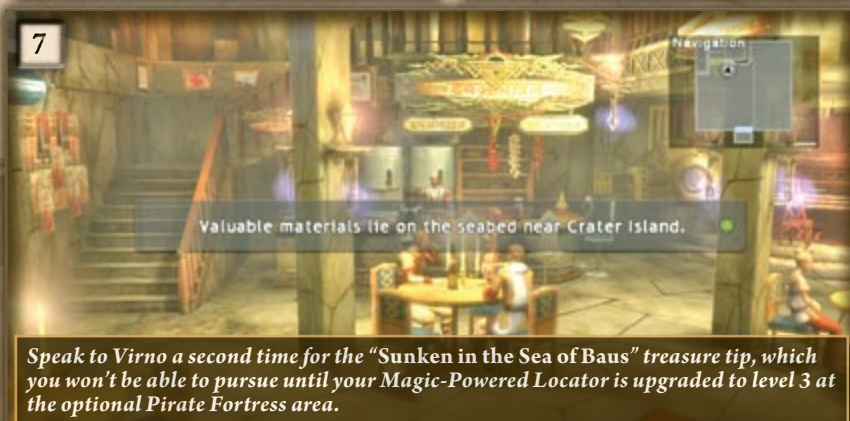 7
Navigation
Valuable materials lie on the seabed near Crater Island.
Speak to Virno a second time for the “Sunken in the Sea of Baus” treasure tip, which
you won’t be able to pursue until your Magic-Powered Locator is upgraded to level 3 at
the optional Pirate Fortress area.